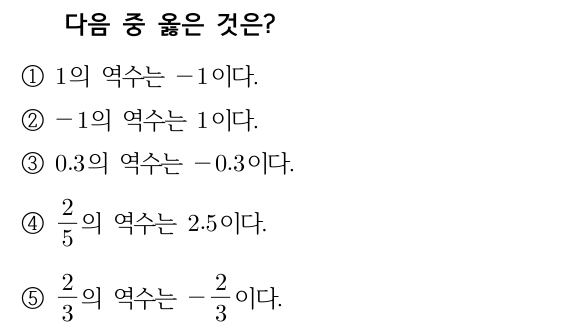 다음 중 옳은 것은?
① 1의 역수는 −1이다.
② −1의 역수는 1이다.
③ 0.3의 역수는 −0.3이다.
④ 2/5의 역수는 2.5이다.
⑤ 2/3의 역수는 −2/3이다.